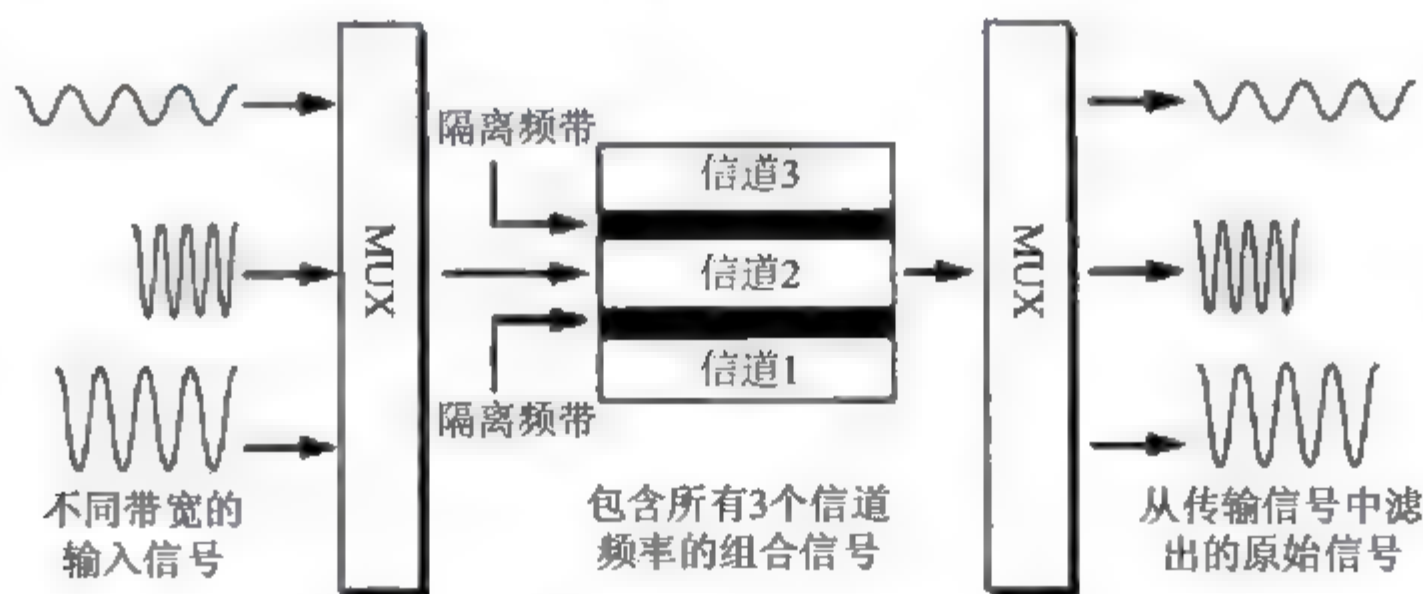 隔离频带
信道3
MUX
信道2
MUX
信道1
隔离频带
不同带宽的
输入信号
包含所有3个信道
频率的组合信号
从传输信号中滤
出的原始信号